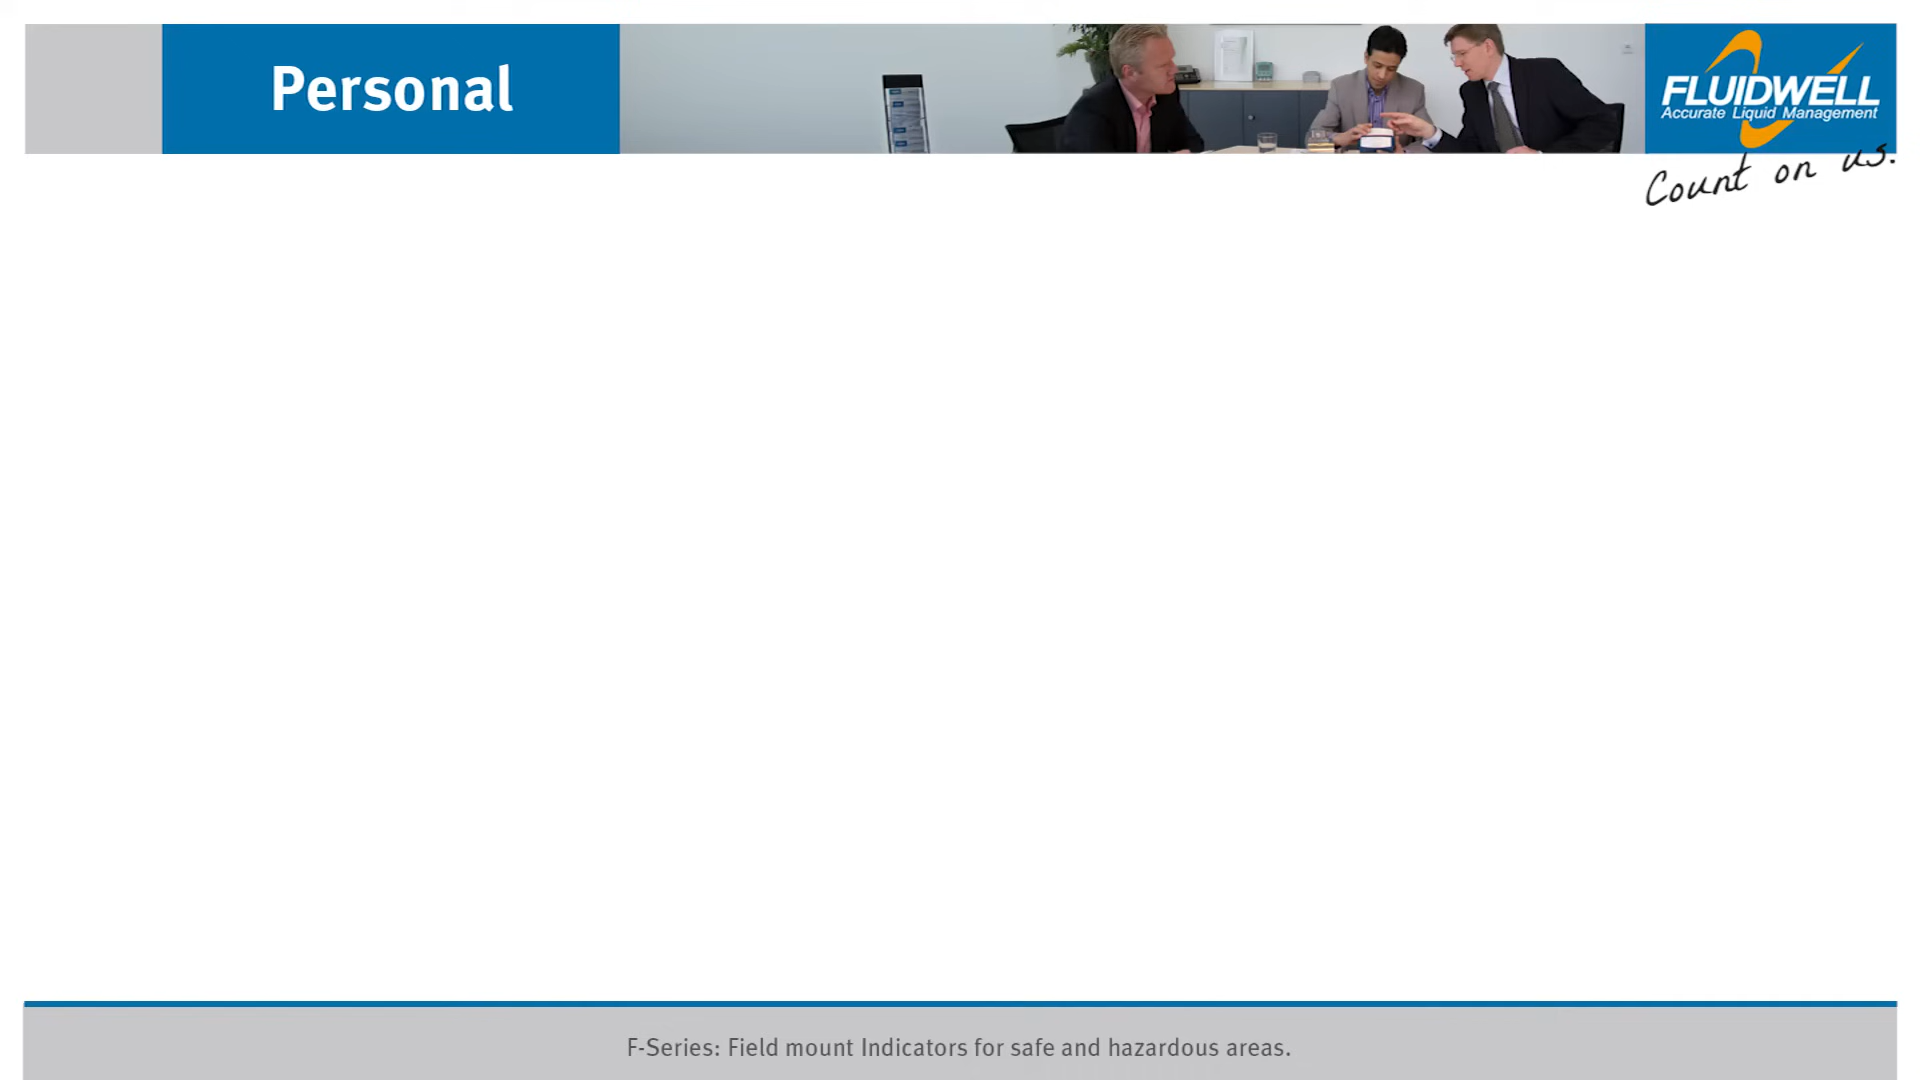 Personal
FLUIDWELL
Accurate Liquid Management
Count on us.
F-Series: Field mount Indicators for safe and hazardous areas.